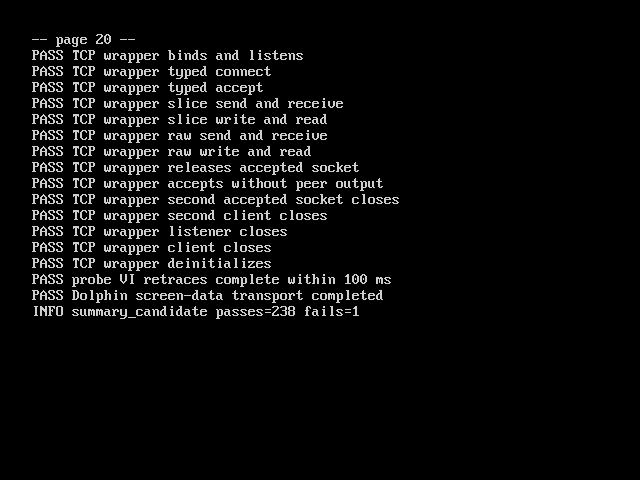 -- page 20 --
PASS TCP wrapper binds and listens
PASS TCP wrapper typed connect
PASS TCP wrapper typed accept
PASS TCP wrapper slice send and receive
PASS TCP wrapper slice write and read
PASS TCP wrapper raw send and receive
PASS TCP wrapper raw write and read
PASS TCP wrapper releases accepted socket
PASS TCP wrapper accepts without peer output
PASS TCP wrapper second accepted socket closes
PASS TCP wrapper second client closes
PASS TCP wrapper listener closes
PASS TCP wrapper client closes
PASS TCP wrapper deinitializes
PASS probe VI retraces complete within 100 ms
PASS Dolphin screen-data transport completed
INFO summary_candidate passes=238 fails=1